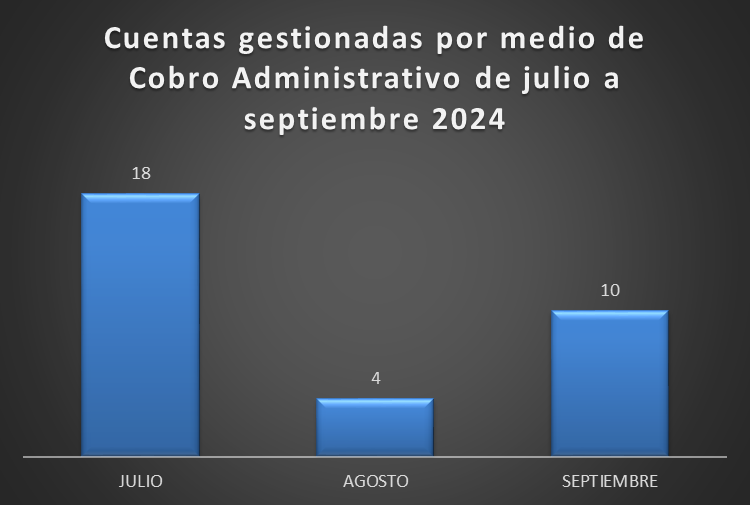 Cuentas gestionadas por medio de
Cobro Administrativo de julio a
septiembre 2024
18
4
10
JULIO
AGOSTO
SEPTIEMBRE